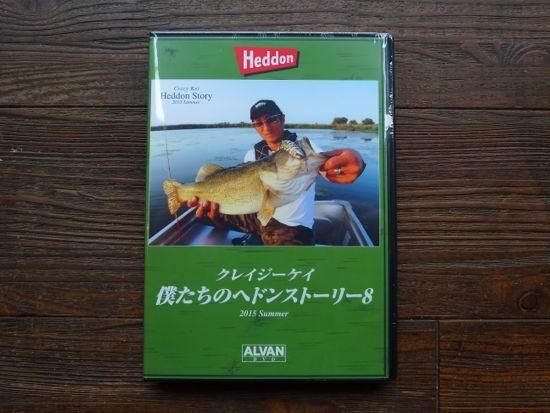 Heddon
Crazy Kei
Heddon Story
2015 Summer
クレイジーケイ
僕たちのヘドンストーリー8
2015 Summer
ALVAN
DVD